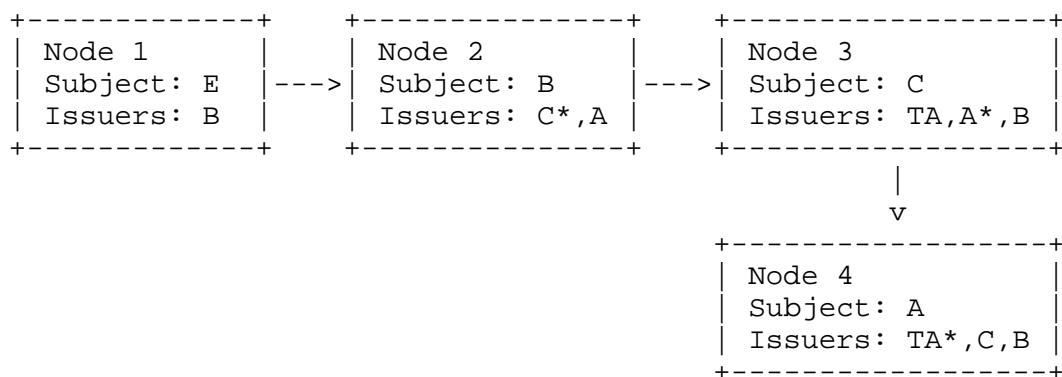 +-------------+    +---------------+    +------------------+
| Node 1      |    | Node 2        |    | Node 3           |
| Subject: E  |--->| Subject: B    |--->| Subject: C       |
| Issuers: B  |    | Issuers: C*,A |    | Issuers: TA,A*,B |
+-------------+    +---------------+    +------------------+
                                                 |
                                                 v
                                        +------------------+
                                        | Node 4           |
                                        | Subject: A       |
                                        | Issuers: TA*,C,B |
                                        +------------------+